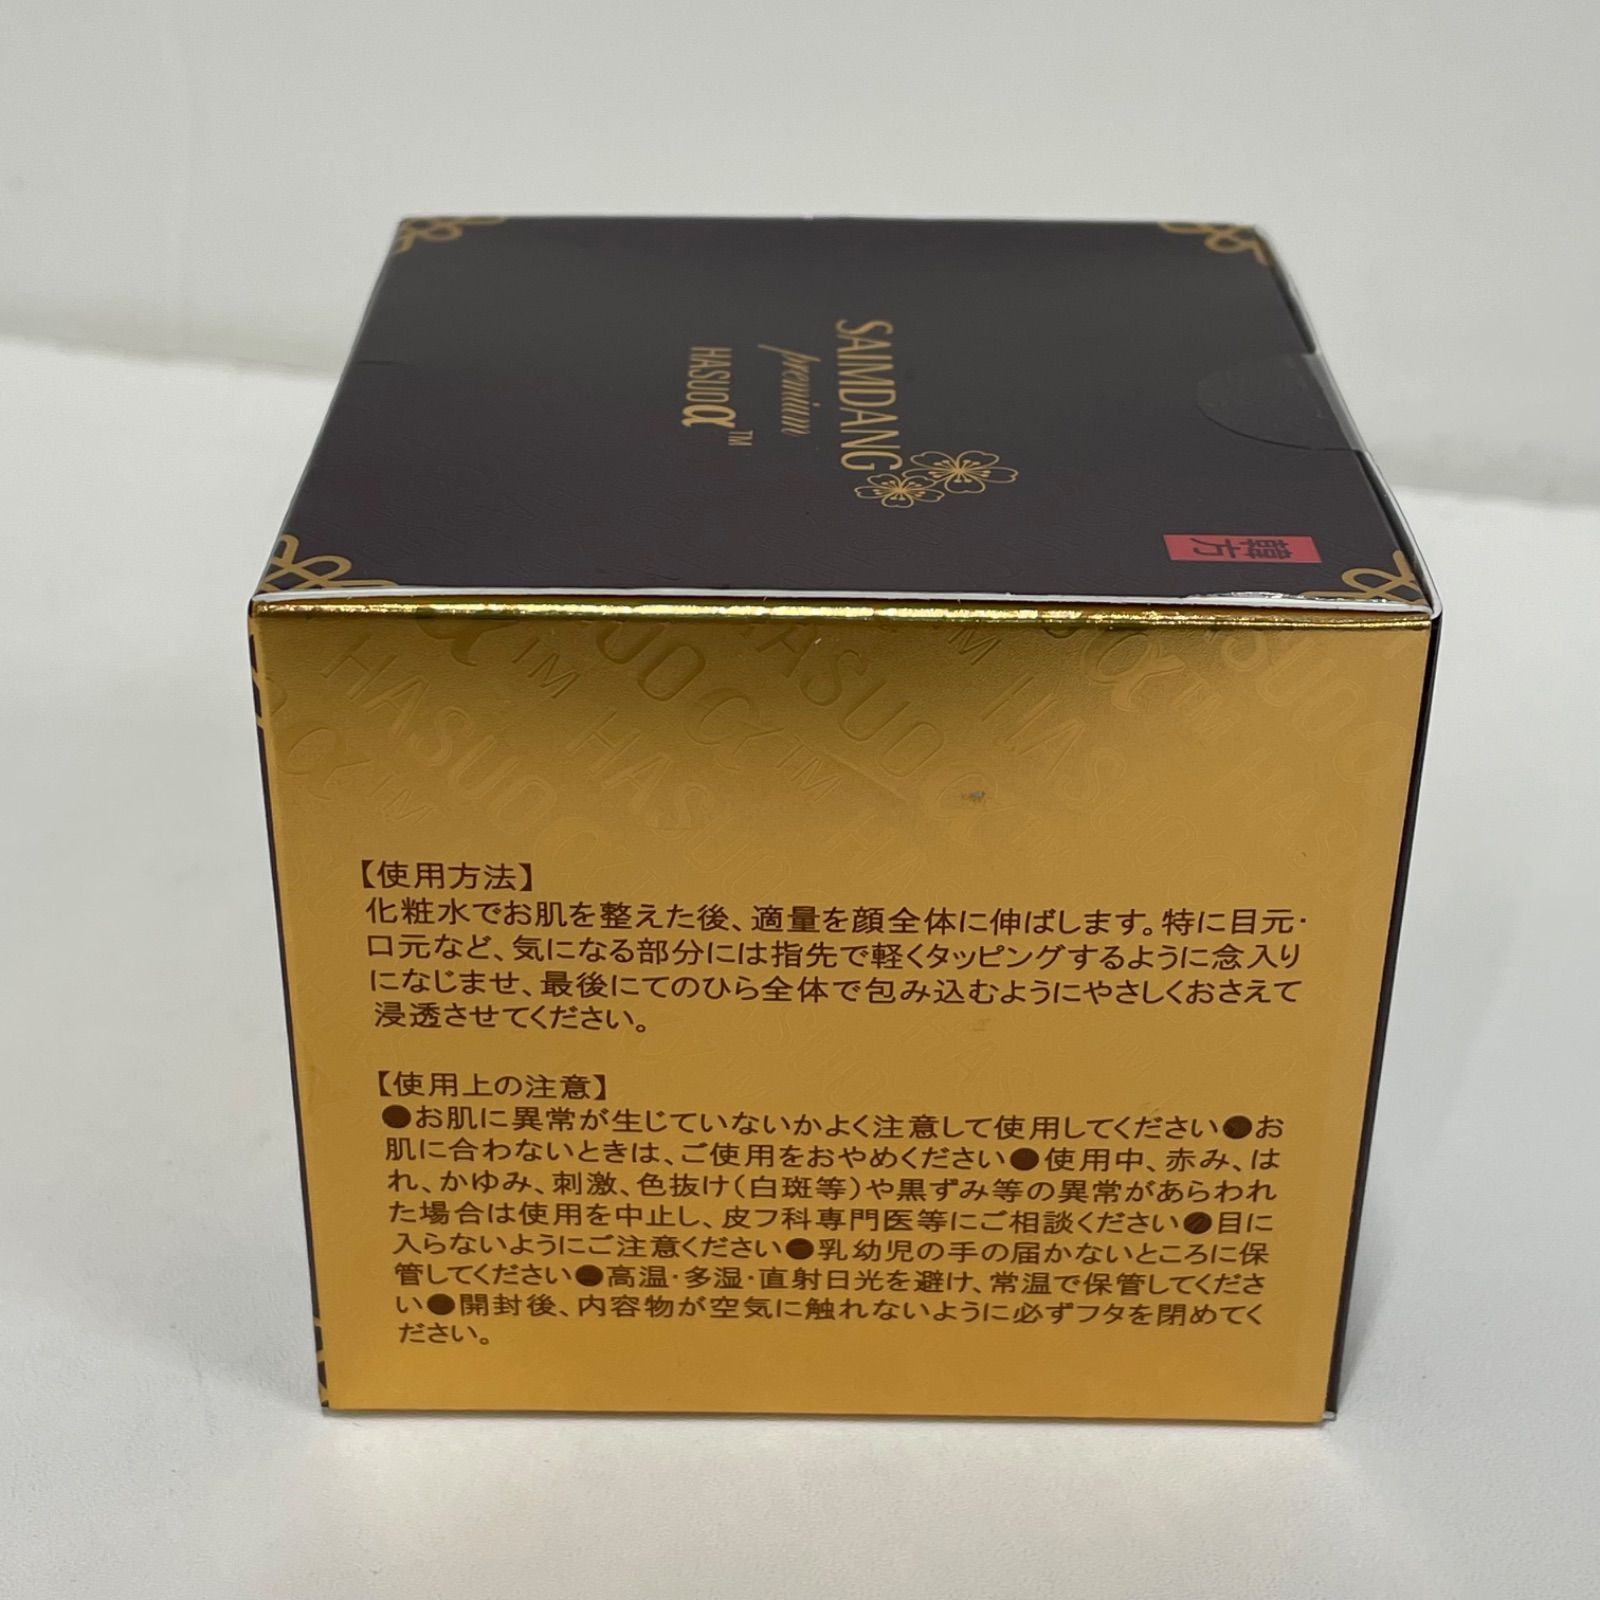 SAIMDANG
premium
HASUOα™
韓方
【使用方法】
化粧水でお肌を整えた後、適量を顔全体に伸ばします。特に目元・
口元など、気になる部分には指先で軽くタッピングするように念入り
になじませ、最後にてのひら全体で包み込むようにやさしくおさえて
浸透させてください。
【使用上の注意】
●お肌に異常が生じていないかよく注意して使用してください●お
肌に合わないときは、ご使用をおやめください●使用中、赤み、は
れ、かゆみ、刺激、色抜け(白斑等)や黒ずみ等の異常があらわれ
た場合は使用を中止し、皮フ科専門医等にご相談ください●目に
入らないようにご注意ください●乳幼児の手の届かないところに保
管してください●高温・多湿・直射日光を避け、常温で保管してくださ
い●開封後、内容物が空気に触れないように必ずフタを閉めてく
ださい。